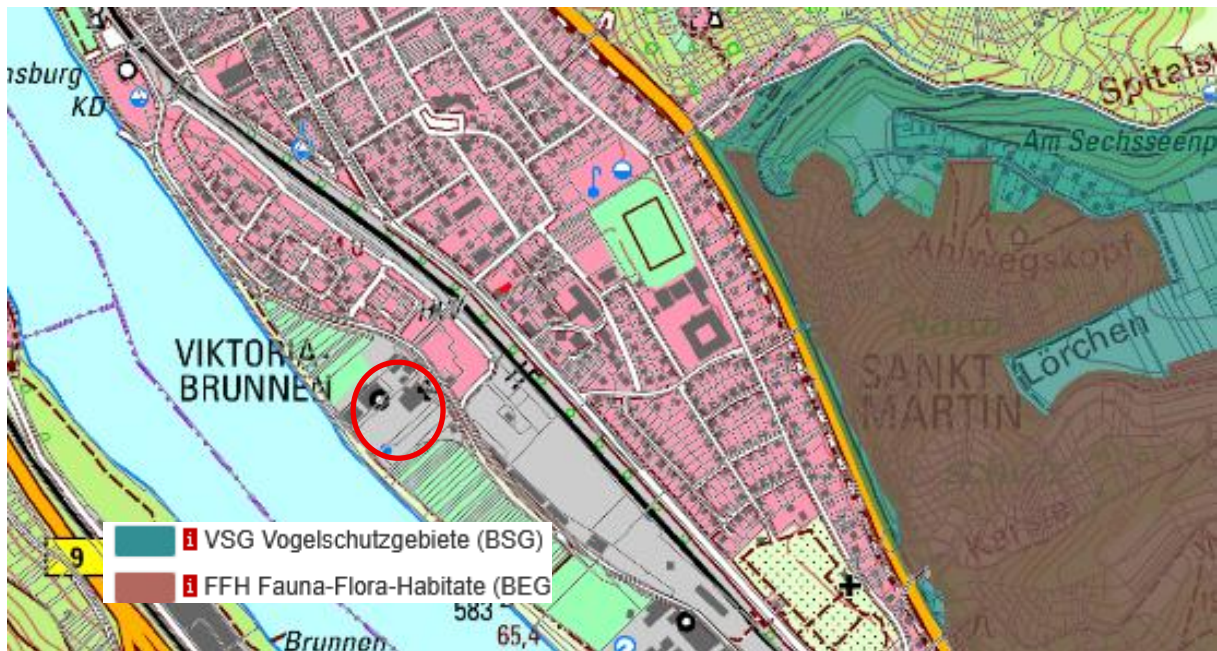 nsburg
KD
Spitals
Am Sechsseenp
Ahlwegskopf
VIKTORIA-
BRUNNEN
Lörchen
SANKT
MARTIN
9
i VSG Vogelschutzgebiete (BSG)
i FFH Fauna-Flora-Habitate (BEG
583
65,4
Brunnen